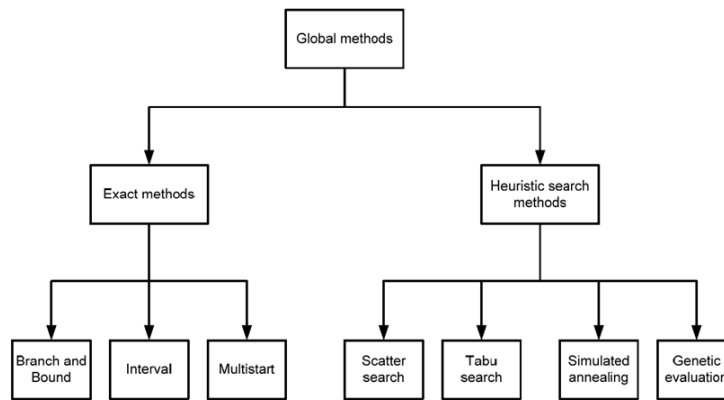 Global methods
Exact methods
Heuristic search
methods
Branch and
Bound
Interval
Multistart
Scatter
search
Tabu
search
Simulated
annealing
Genetic
evaluation